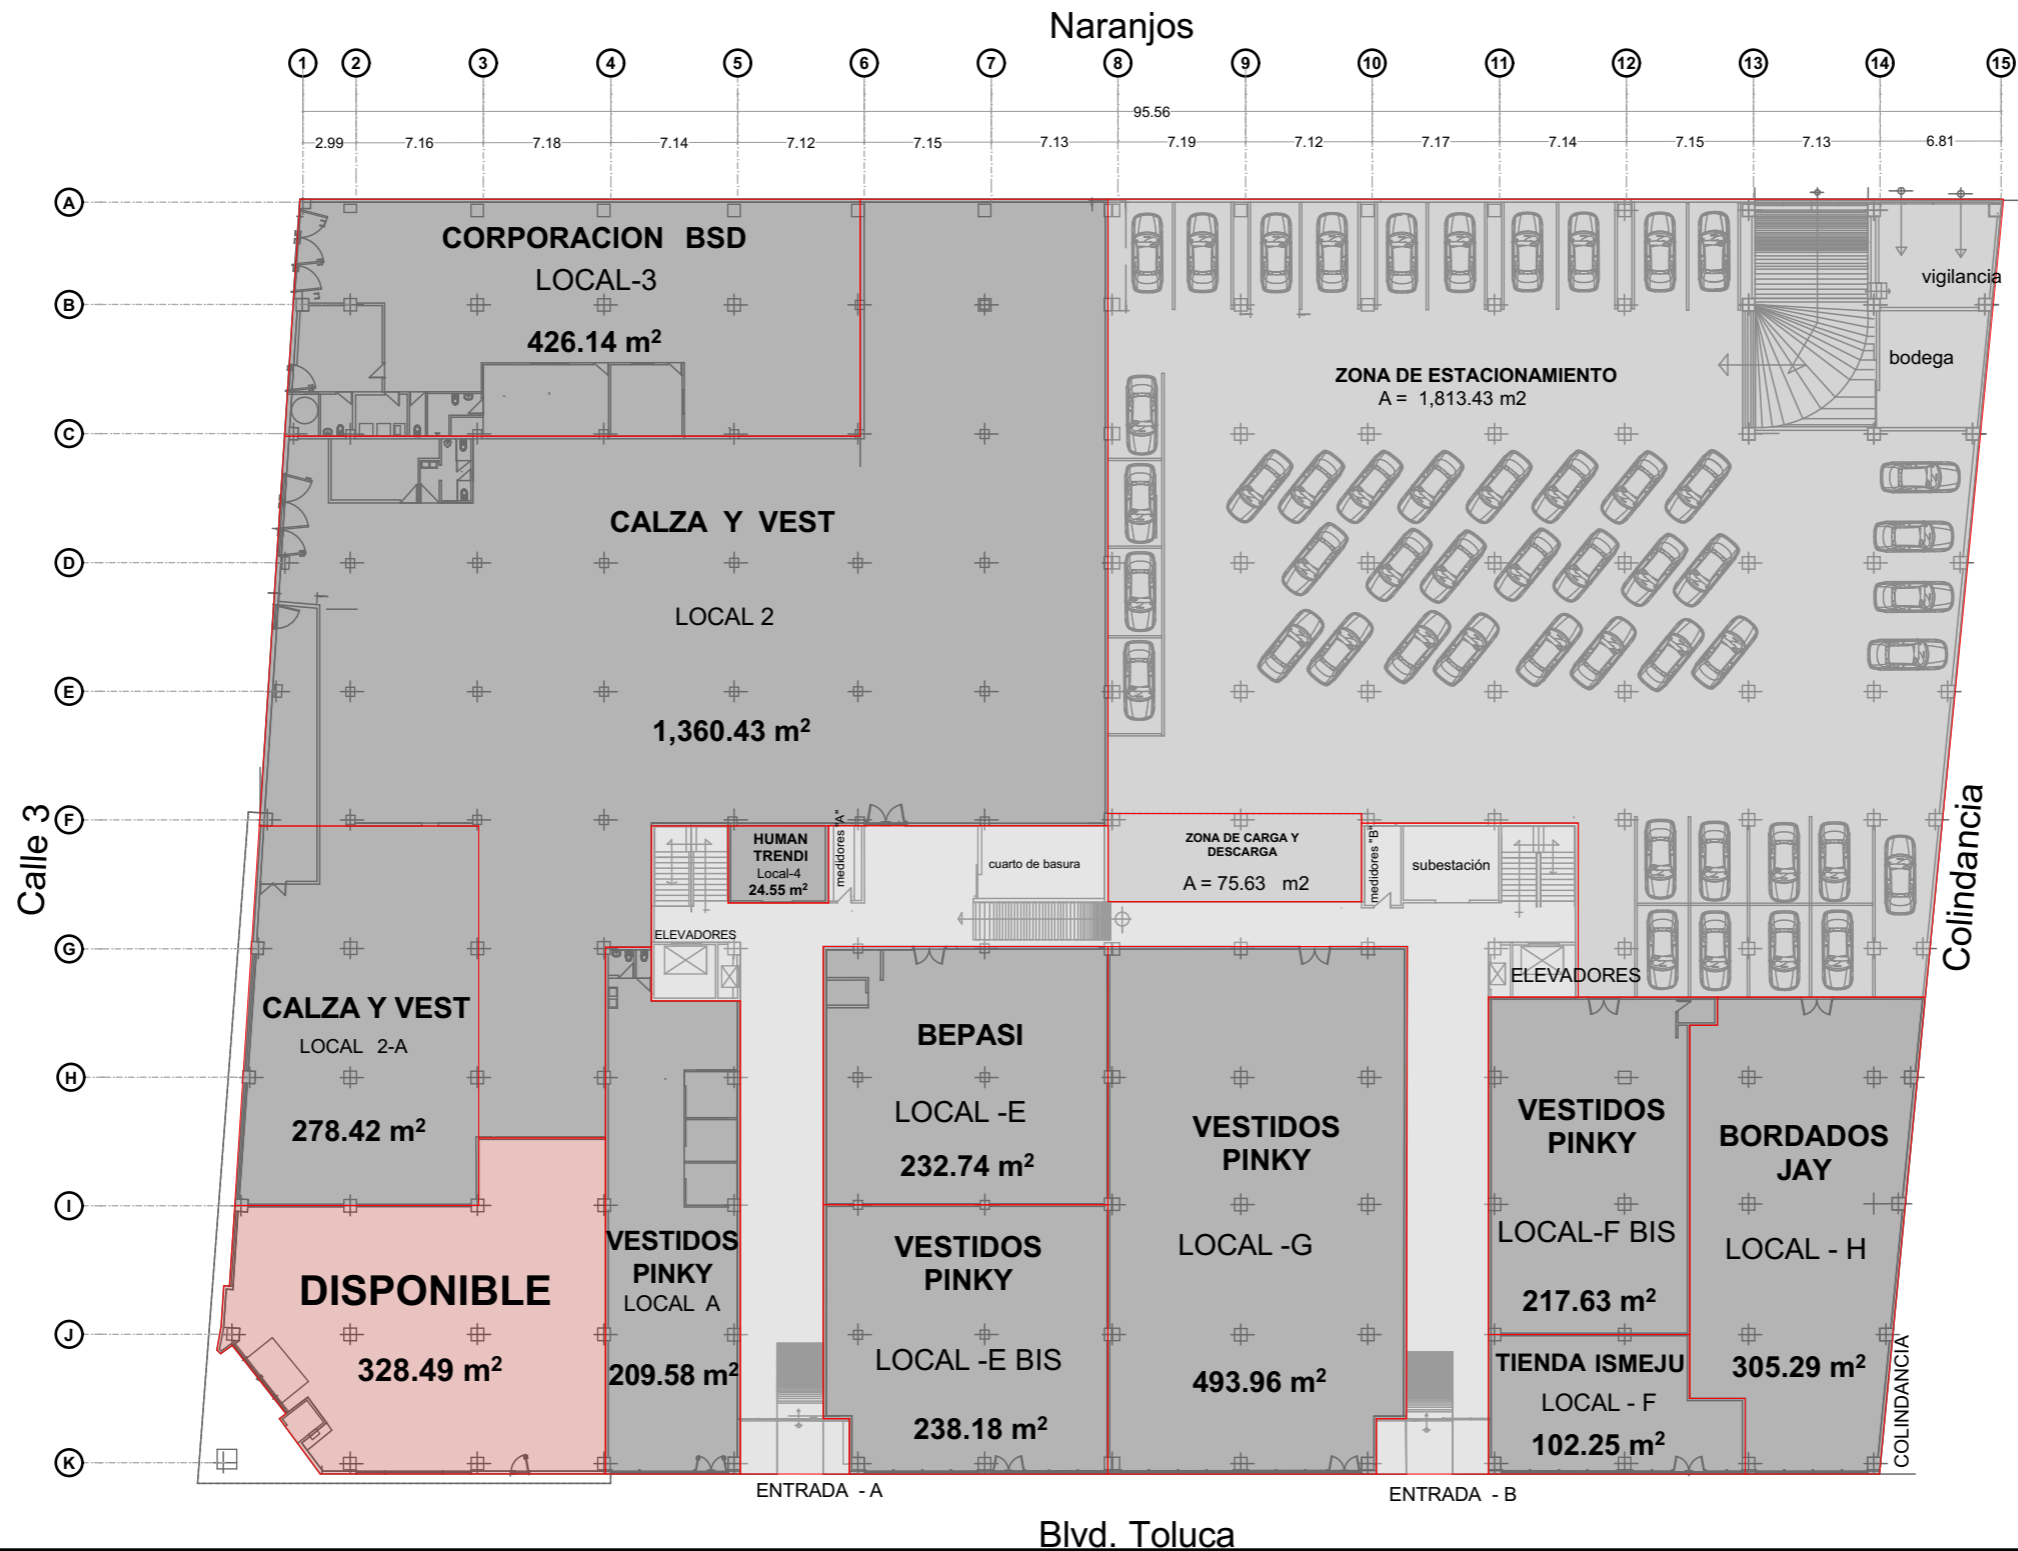 Naranjos
1 2 3 4 5 6 7 8 9 10 11 12 13 14 15
95.56
2.99 7.16 7.18 7.14 7.12 7.15 7.13 7.19 7.12 7.17 7.14 7.15 7.13 6.81
A
B
C
D
E
F
G
H
I
J
K
Calle 3
CORPORACION BSD
LOCAL-3
426.14 m²
CALZA Y VEST
LOCAL 2
1,360.43 m²
ZONA DE ESTACIONAMIENTO
A = 1,813.43 m2
vigilancia
bodega
Colindancia
HUMAN
TRENDI
Local-4
24.55 m²
medidores "A"
cuarto de basura
ZONA DE CARGA Y
DESCARGA
A = 75.63 m2
medidores "B"
subestación
ELEVADORES
ELEVADORES
CALZA Y VEST
LOCAL 2-A
278.42 m²
DISPONIBLE
328.49 m²
VESTIDOS
PINKY
LOCAL A
209.58 m²
BEPASI
LOCAL -E
232.74 m²
VESTIDOS
PINKY
LOCAL -E BIS
238.18 m²
VESTIDOS
PINKY
LOCAL -G
493.96 m²
VESTIDOS
PINKY
LOCAL-F BIS
217.63 m²
TIENDA ISMEJU
LOCAL - F
102.25 m²
BORDADOS
JAY
LOCAL - H
305.29 m²
COLINDANCIA
ENTRADA - A
ENTRADA - B
Blvd. Toluca